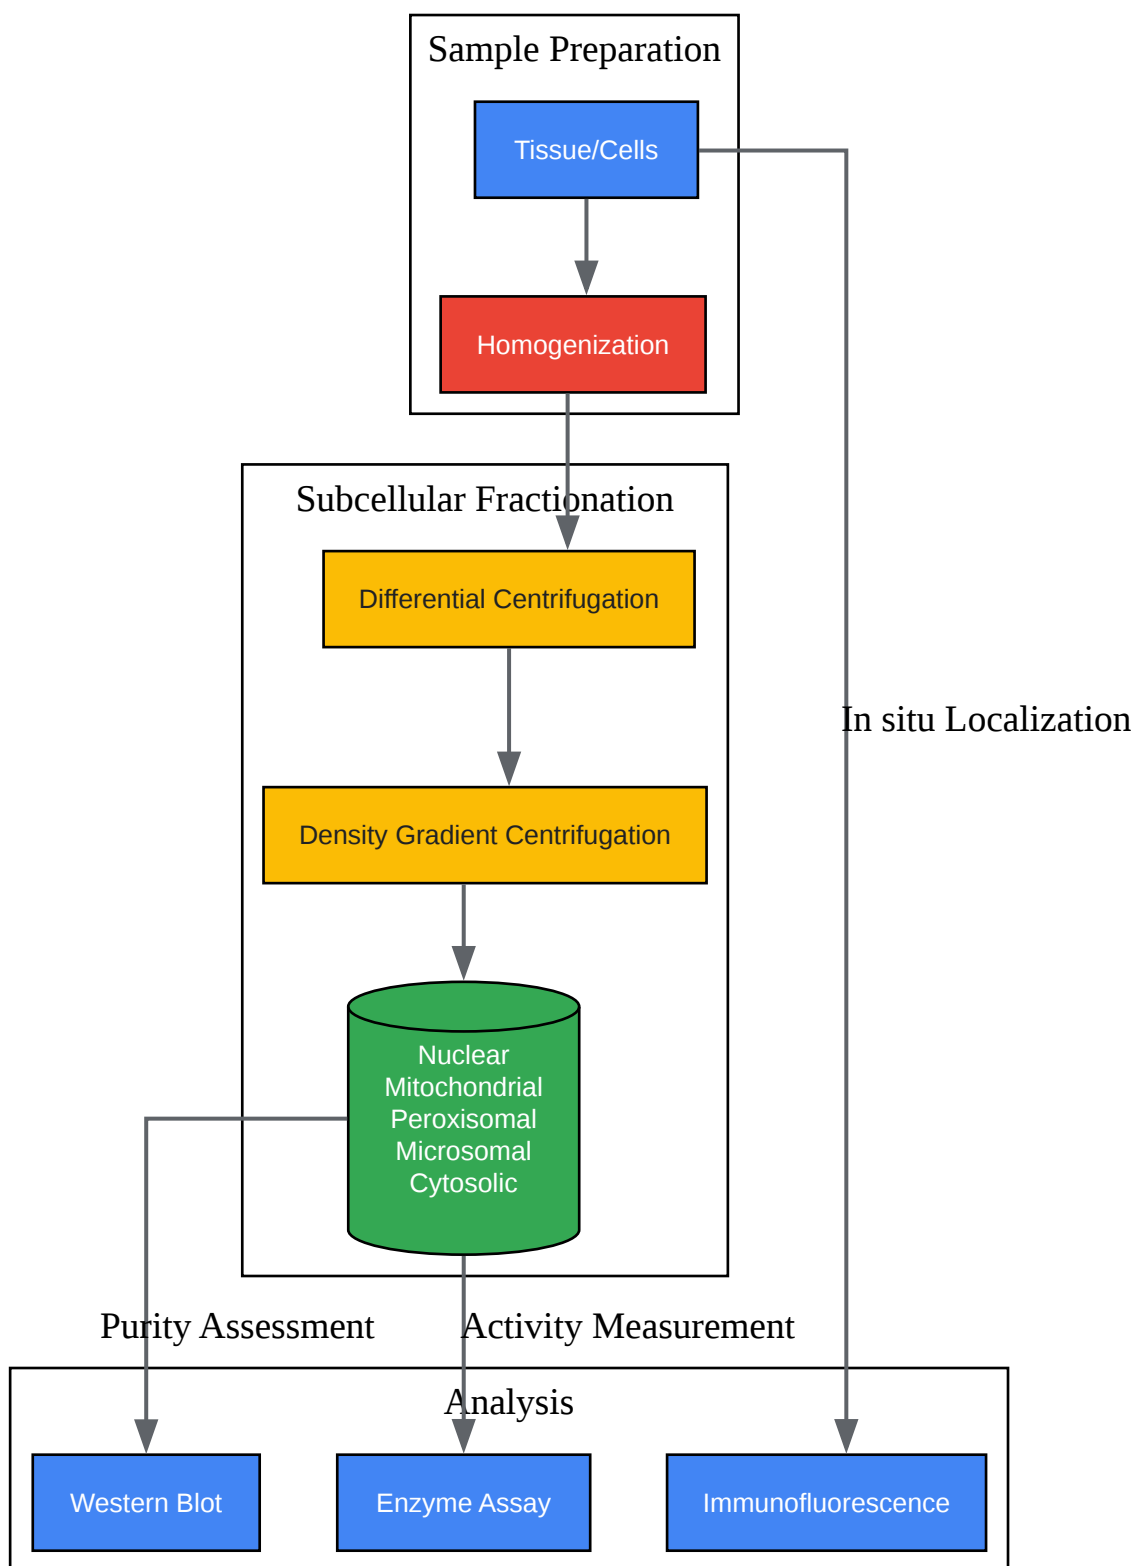 Sample Preparation
Tissue/Cells
Homogenization
Subcellular Fractionation
Differential Centrifugation
In situ Localization
Density Gradient Centrifugation
Nuclear
Mitochondrial
Peroxisomal
Microsomal
Cytosolic
Purity Assessment
Activity Measurement
Analysis
Western Blot
Enzyme Assay
Immunofluorescence